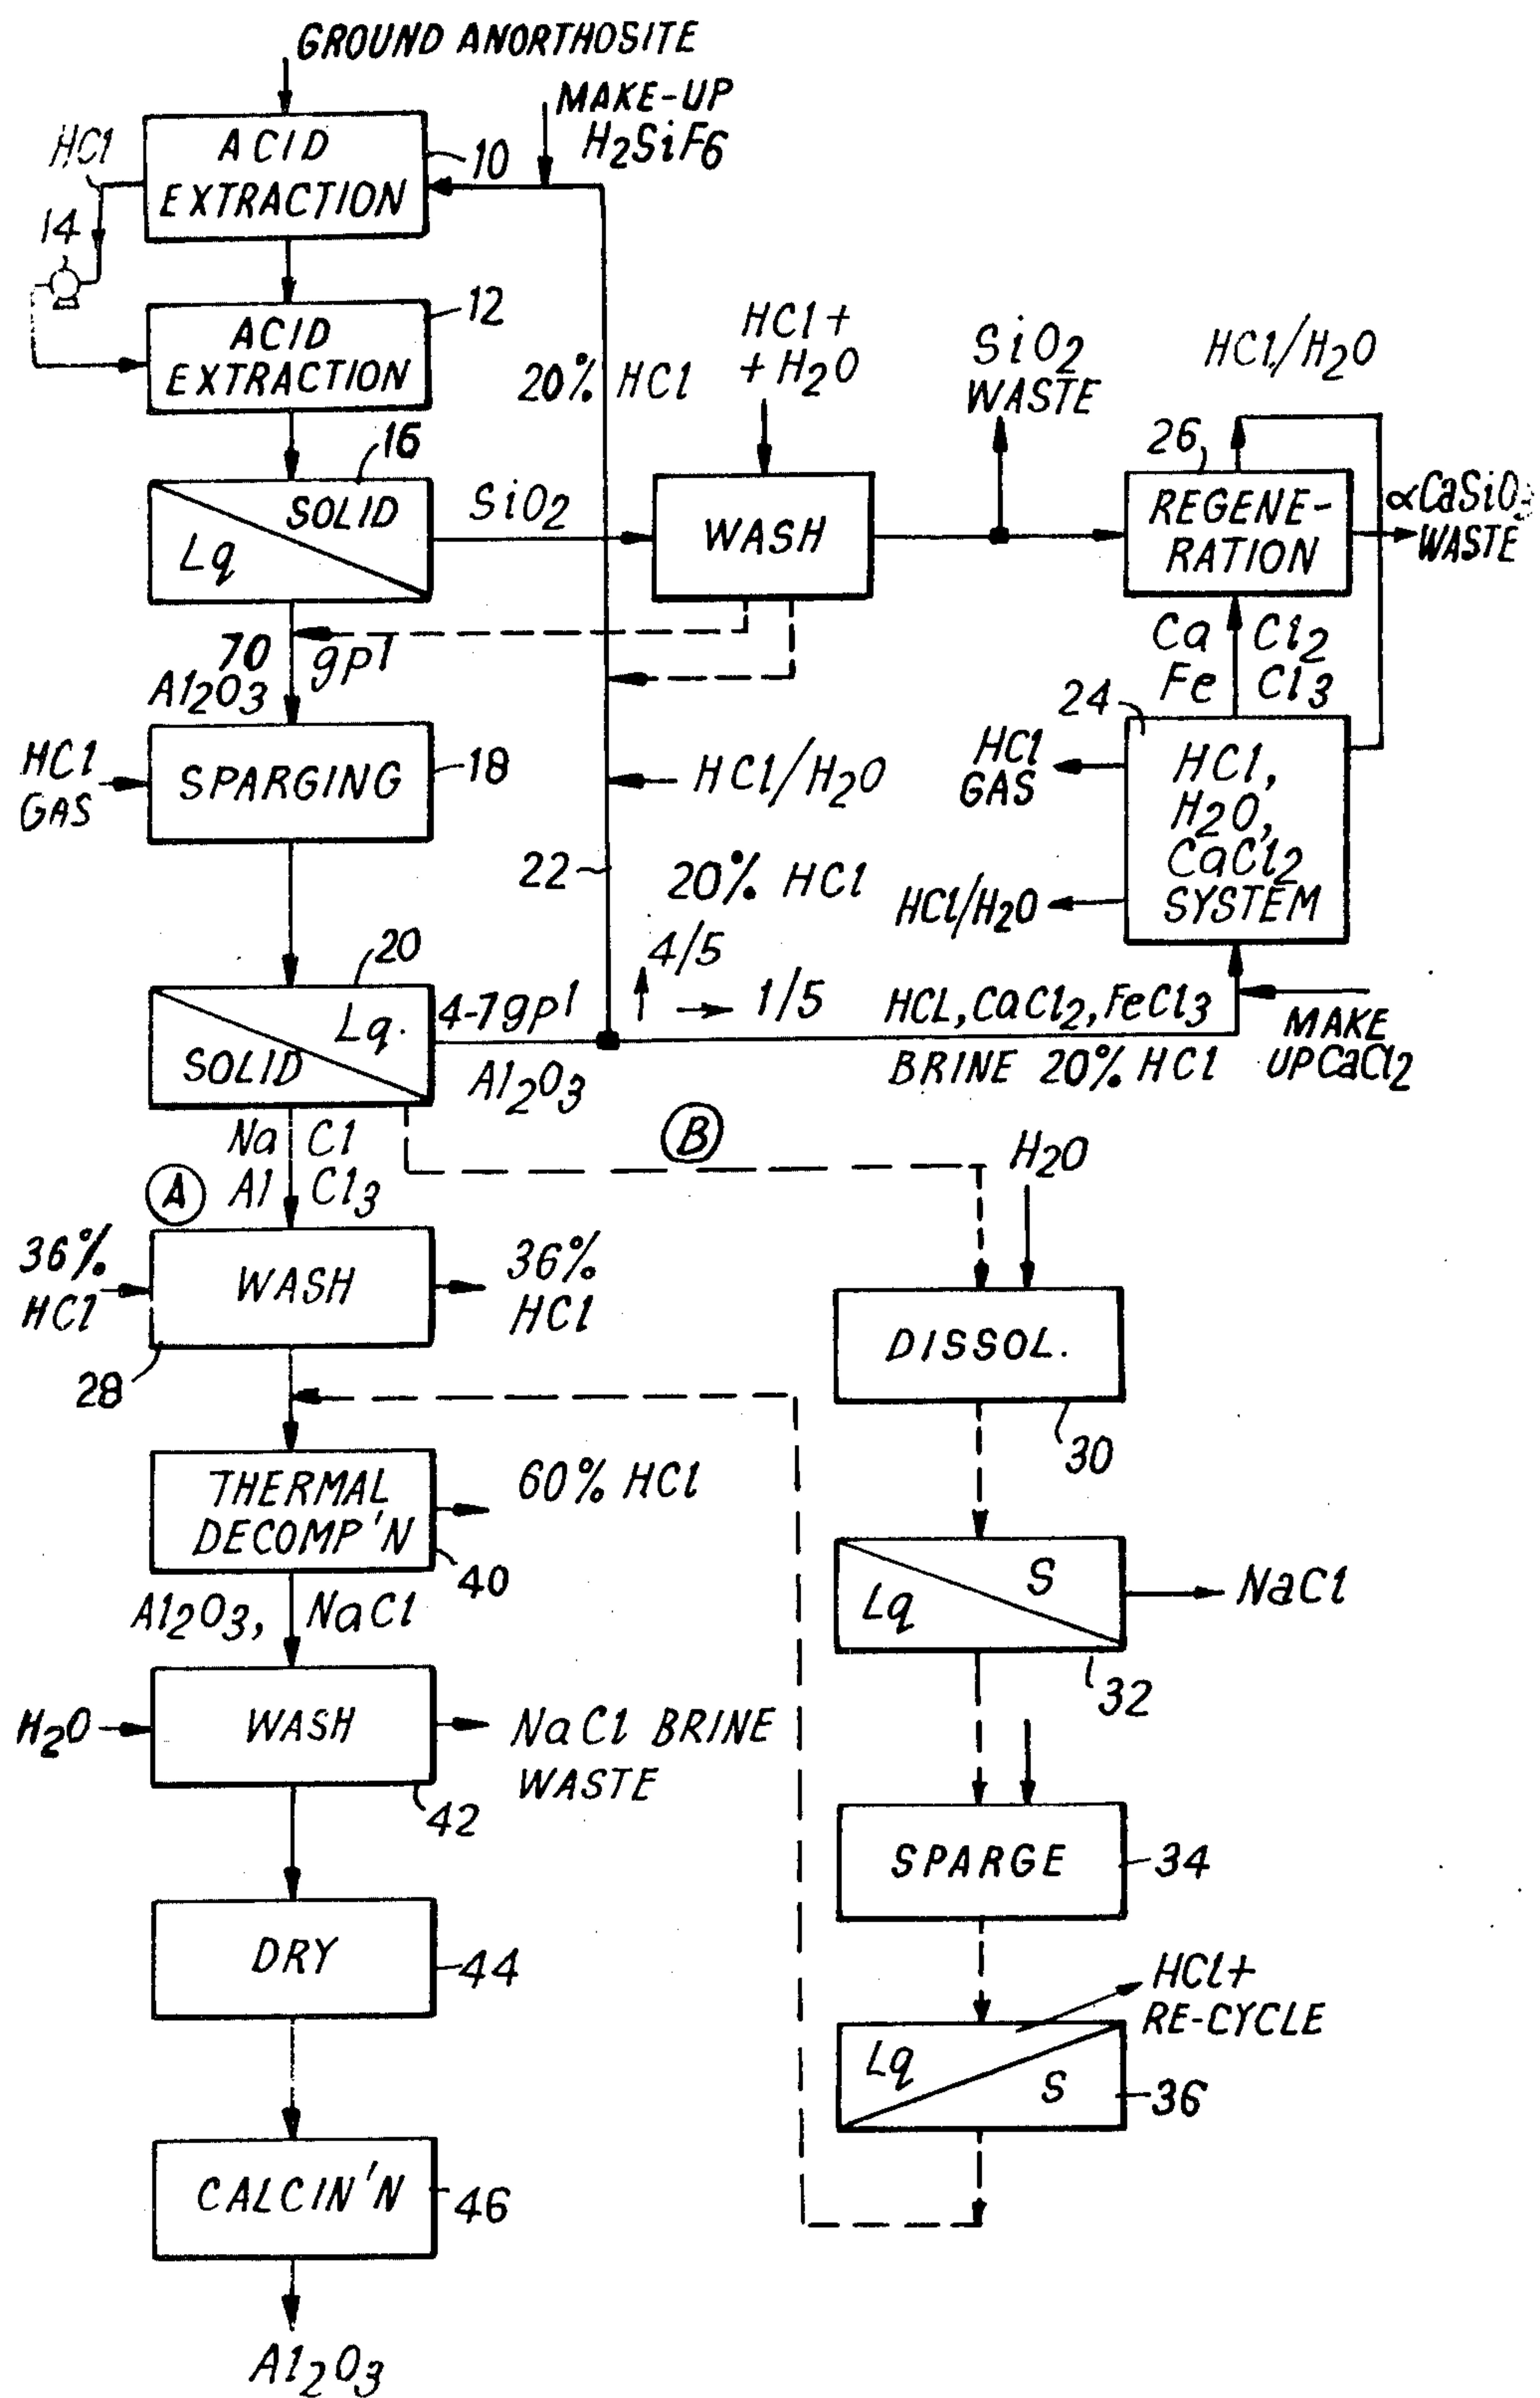 GROUND ANORTHOSITE
MAKE-UP
H2SiF6
HCl
ACID
EXTRACTION
10
14
ACID
EXTRACTION
12
20% HCl
HCl+
+H2O
SiO2
WASTE
HCl/H2O
16
SOLID
Lq
SiO2
WASH
26
REGENE-
RATION
αCaSiO3
WASTE
70 gpl
Al2O3
Ca Cl2
Fe Cl3
HCl
GAS
SPARGING
18
HCl/H2O
24
HCl
GAS
HCl,
H2O,
CaCl2
SYSTEM
22
20% HCl
HCl/H2O
20
Lq.
SOLID
4-7gpl
Al2O3
4/5
1/5
HCL, CaCl2, FeCl3
BRINE 20% HCl
MAKE
UP CaCl2
Na Cl
Al Cl3
A
B
H2O
36%
HCl
WASH
36%
HCl
28
DISSOL.
30
THERMAL
DECOMP'N
60% HCl
40
Lq
S
NaCl
32
Al2O3, NaCl
H2O
WASH
NaCl BRINE
WASTE
42
SPARGE
34
DRY
44
HCl+
RE-CYCLE
Lq
S
36
CALCIN'N
46
Al2O3